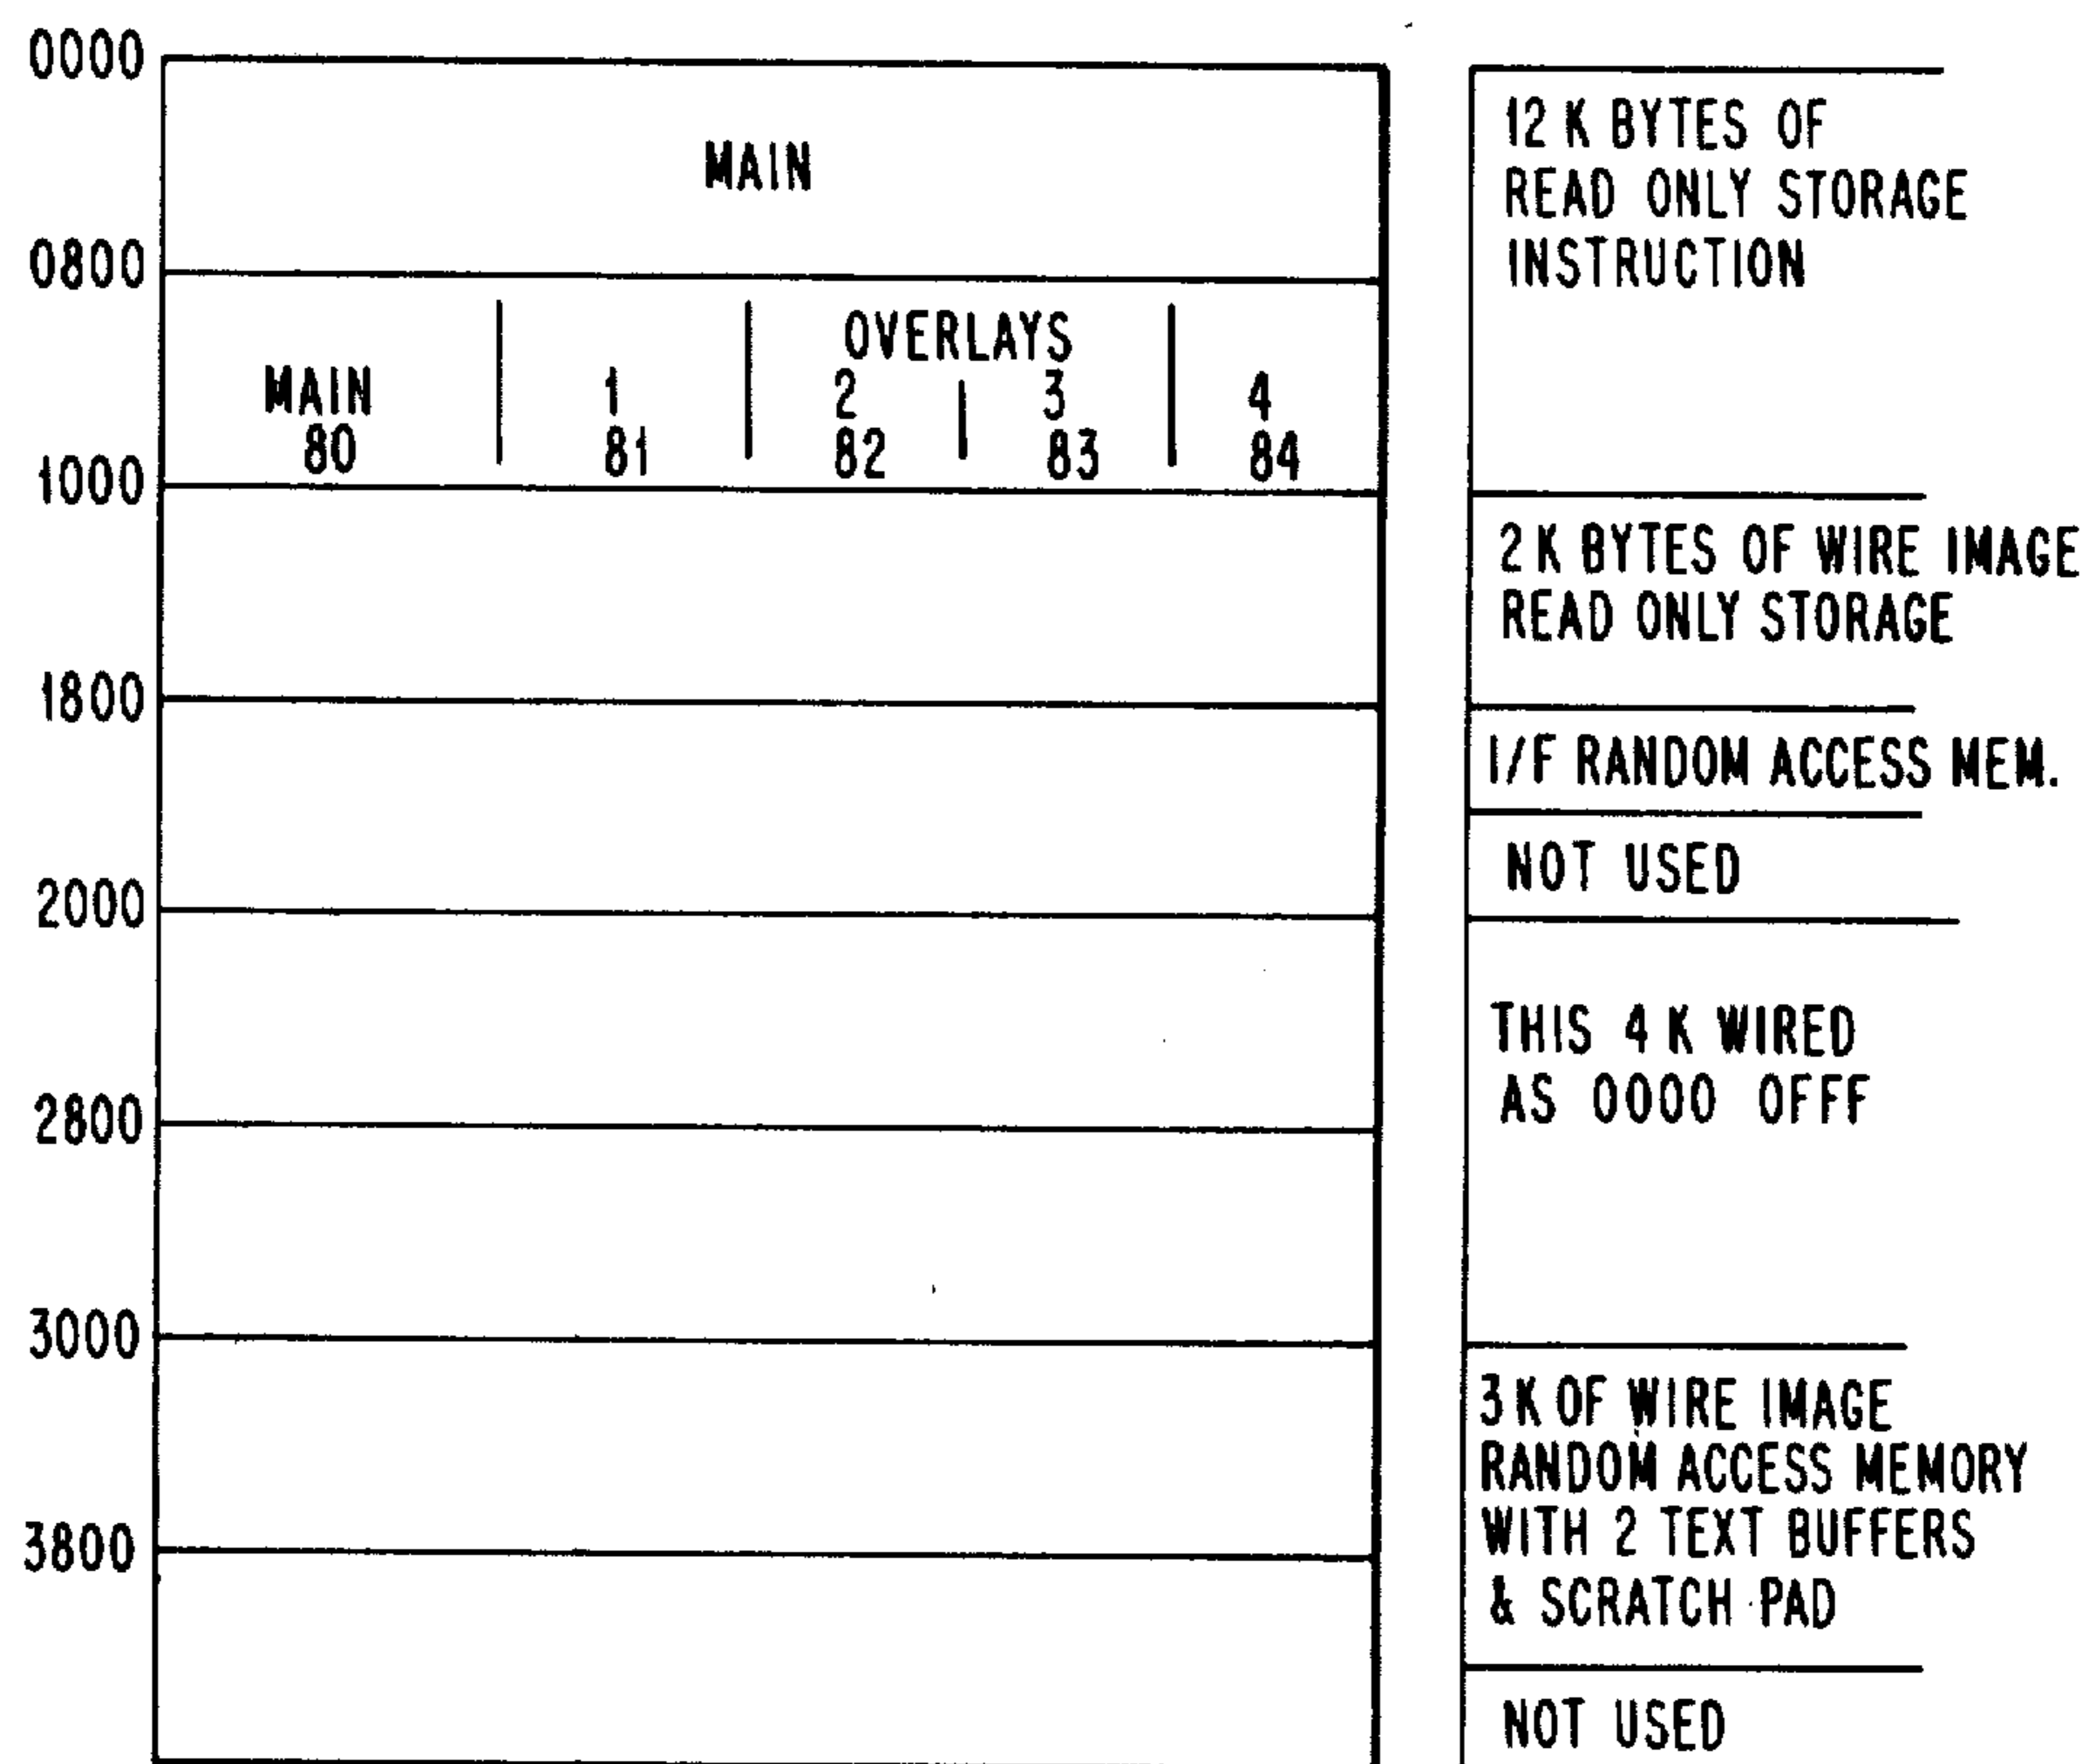 0000
MAIN
0800
OVERLAYS
MAIN 1 2 3 4
80 81 82 83 84
1000
1800
2000
2800
3000
3800
12 K BYTES OF
READ ONLY STORAGE
INSTRUCTION
2 K BYTES OF WIRE IMAGE
READ ONLY STORAGE
I/F RANDOM ACCESS MEM.
NOT USED
THIS 4 K WIRED
AS 0000 0FFF
3 K OF WIRE IMAGE
RANDOM ACCESS MEMORY
WITH 2 TEXT BUFFERS
& SCRATCH PAD
NOT USED